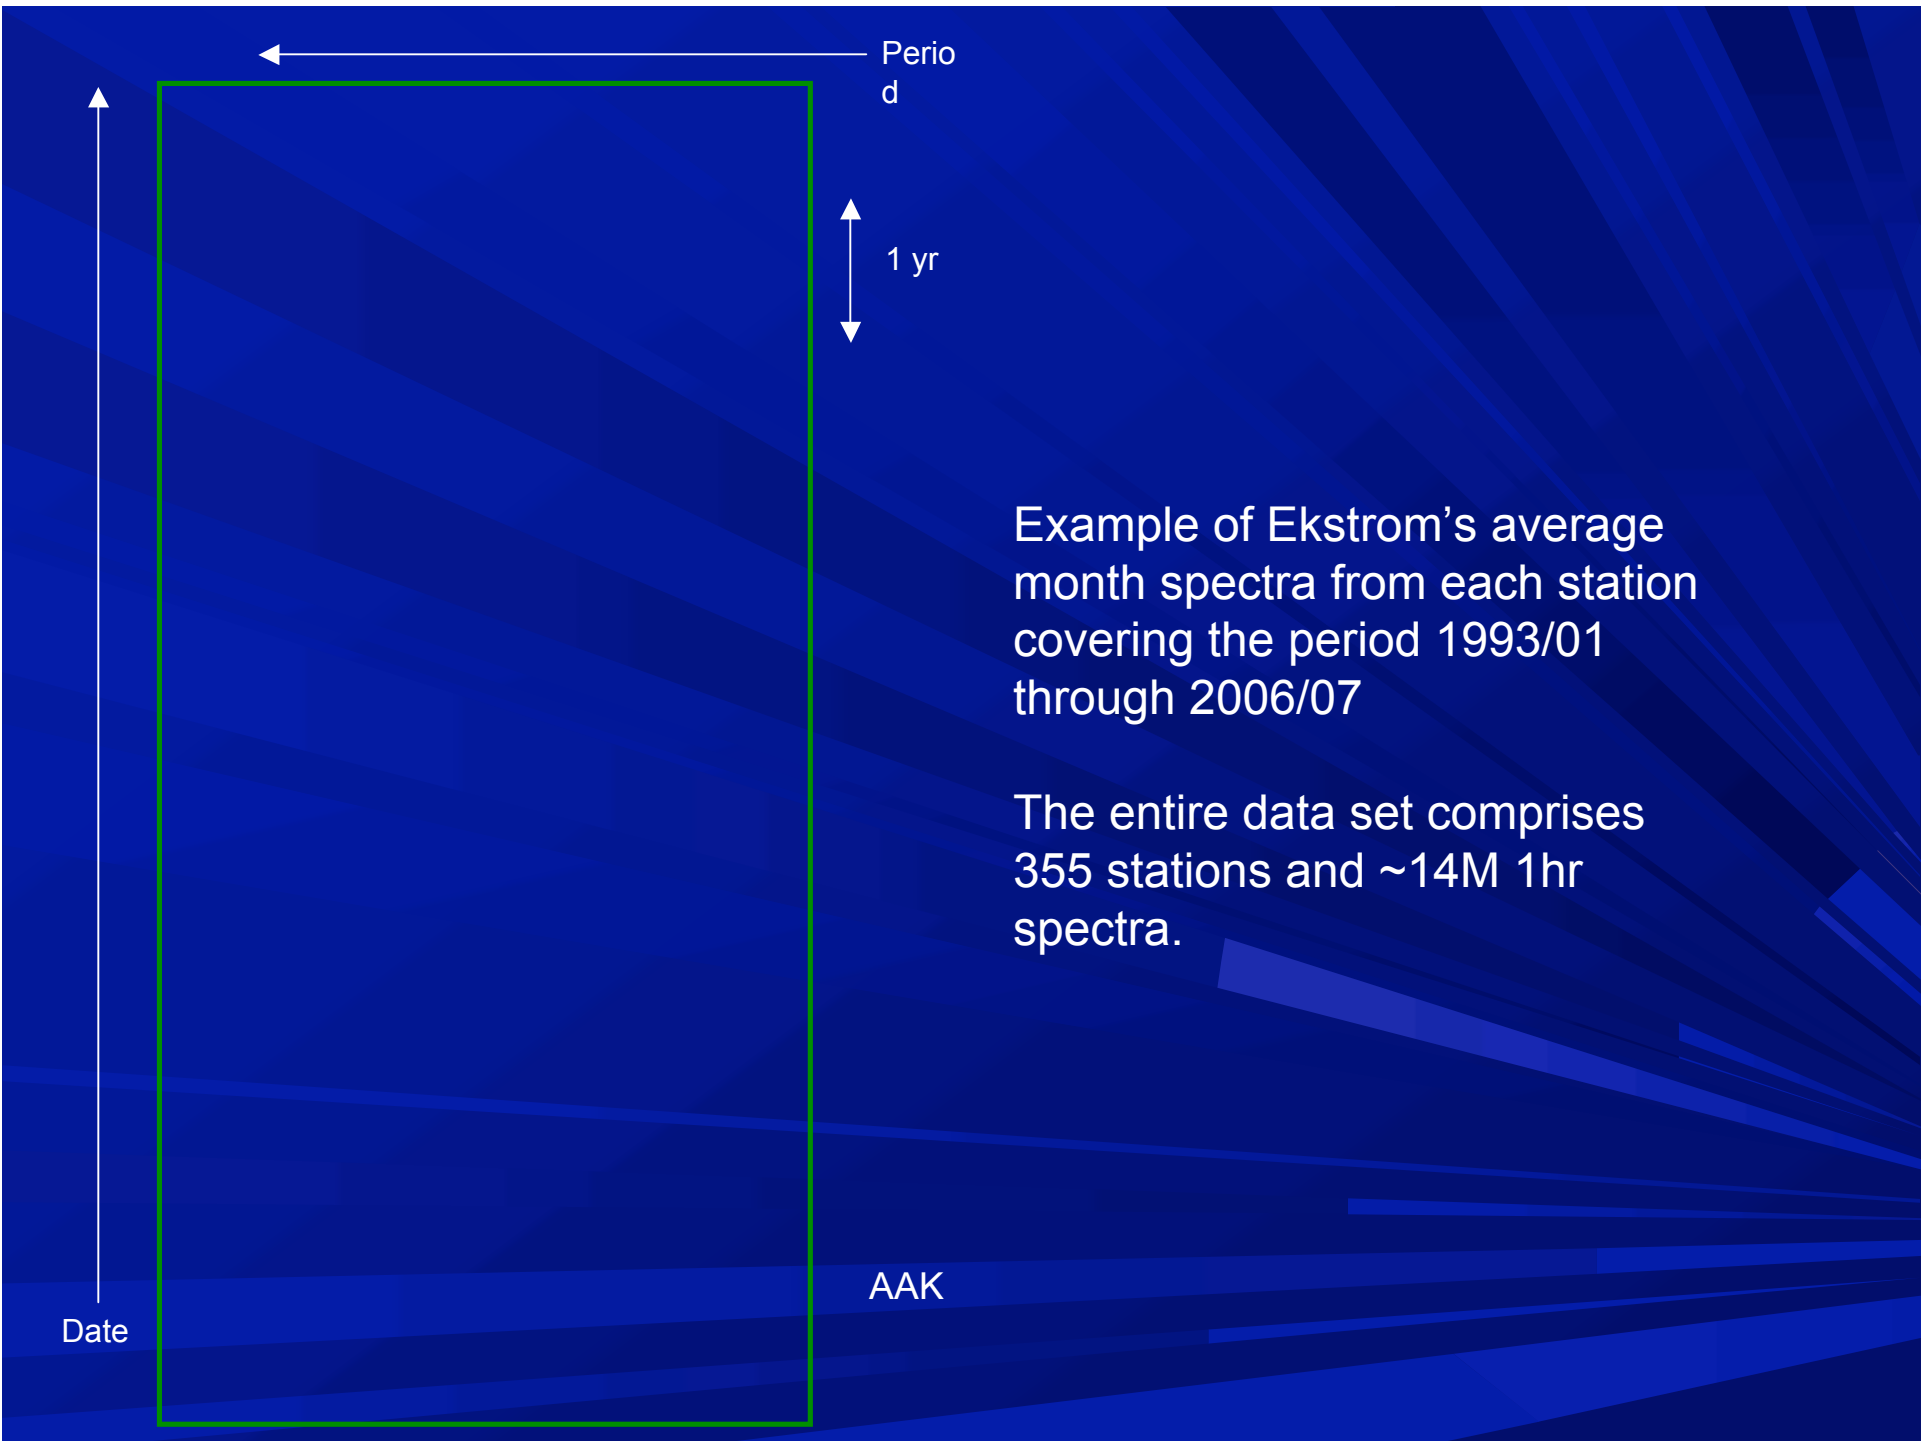 Perio
d
1 yr
Example of Ekstrom’s average
month spectra from each station
covering the period 1993/01
through 2006/07
The entire data set comprises
355 stations and ~14M 1hr
spectra.
AAK
Date